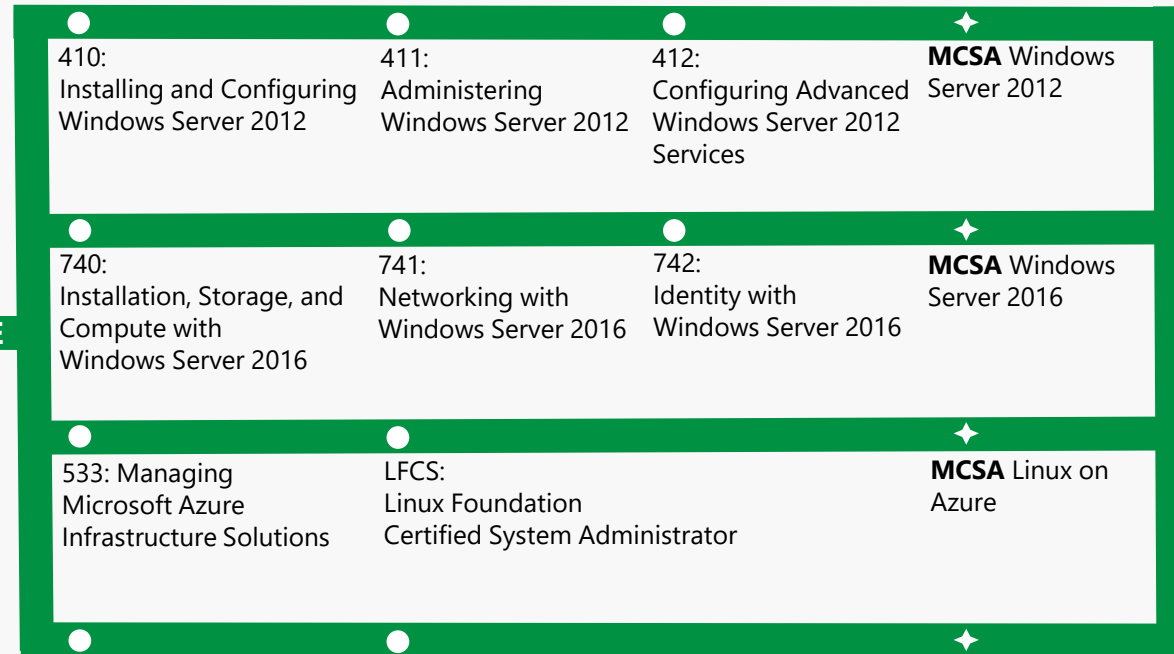 410:
Installing and Configuring
Windows Server 2012
411:
Administering
Windows Server 2012
412:
Configuring Advanced
Windows Server 2012
Services
MCSA Windows
Server 2012
740:
Installation, Storage, and
Compute with
Windows Server 2016
741:
Networking with
Windows Server 2016
742:
Identity with
Windows Server 2016
MCSA Windows
Server 2016
533: Managing
Microsoft Azure
Infrastructure Solutions
LFCS:
Linux Foundation
Certified System Administrator
MCSA Linux on
Azure